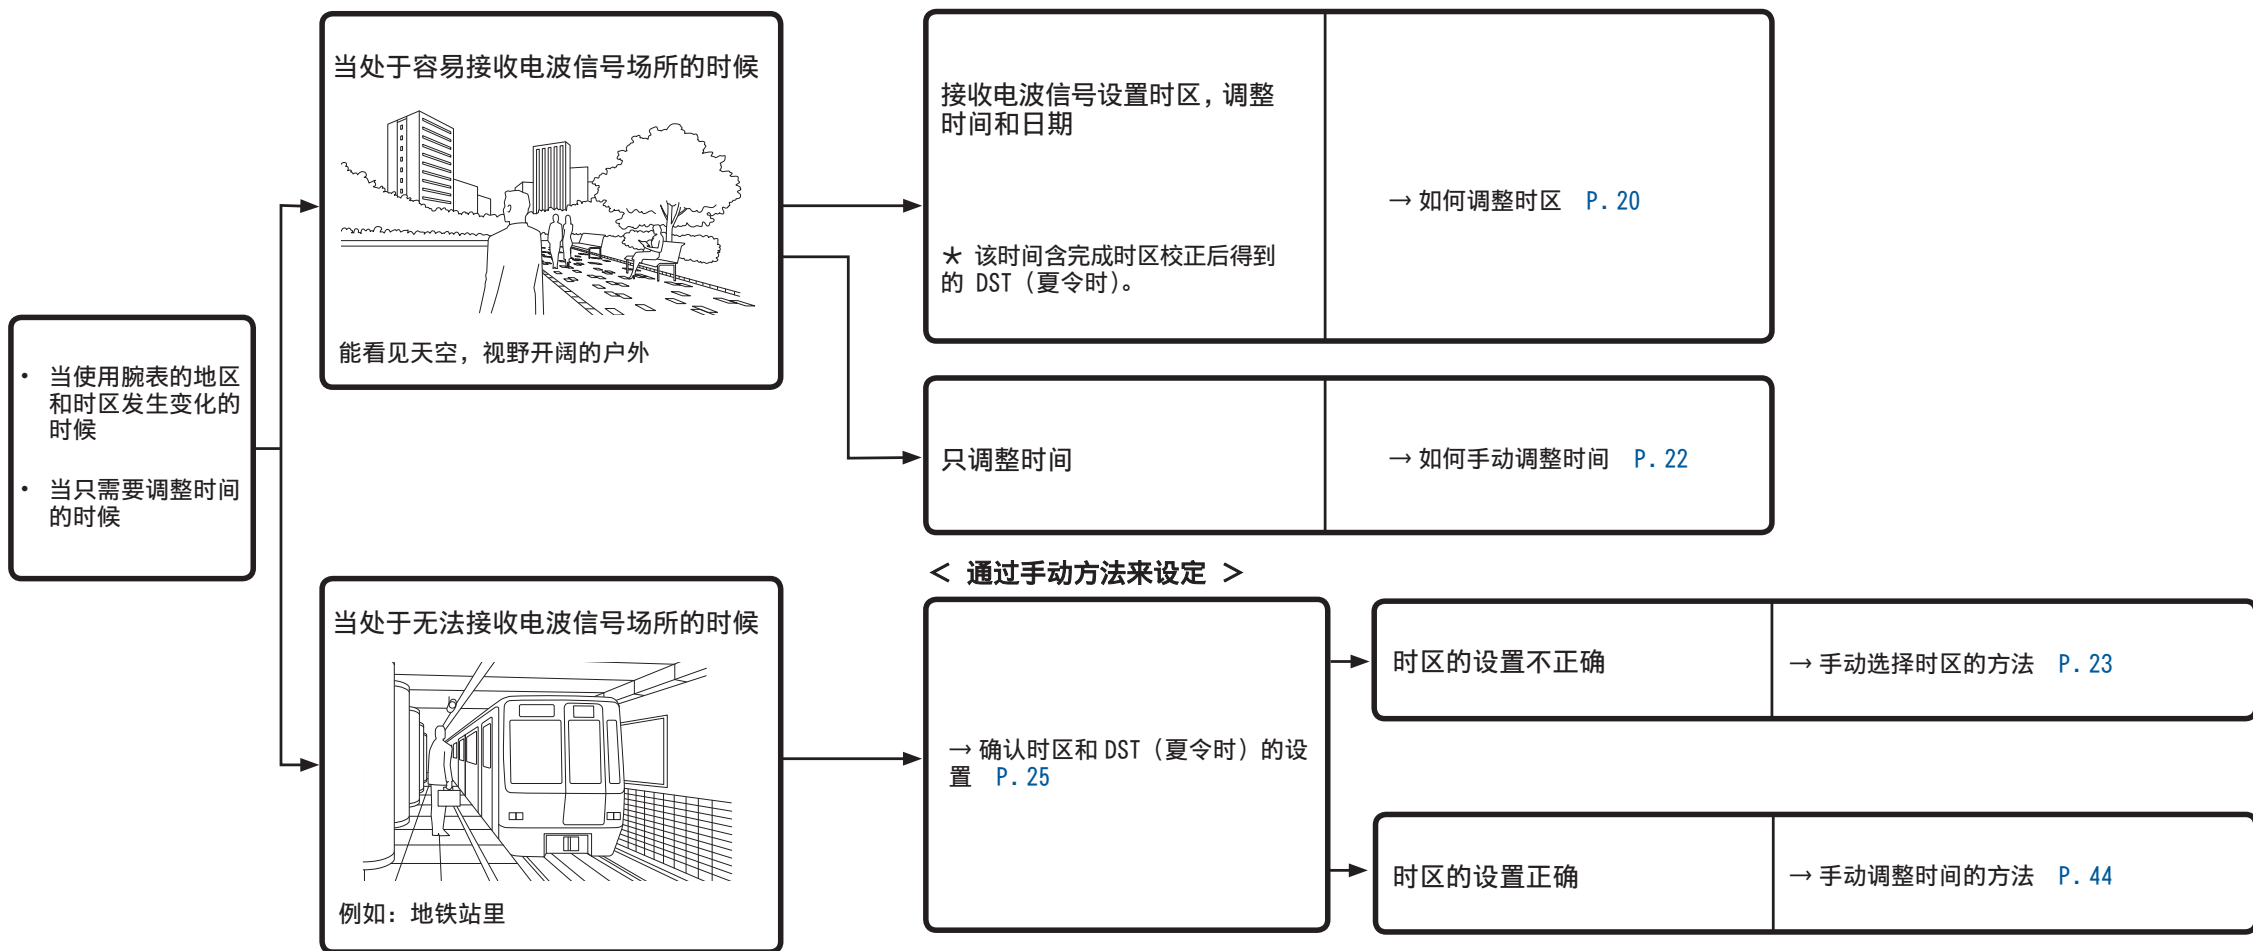 · 当使用腕表的地区
和时区发生变化的
时候
· 当只需要调整时间
的时候
当处于容易接收电波信号场所的时候
能看见天空，视野开阔的户外
接收电波信号设置时区，调整
时间和日期
＊ 该时间含完成时区校正后得到
的 DST（夏令时）。
→ 如何调整时区 P. 20
只调整时间
→ 如何手动调整时间 P. 22
当处于无法接收电波信号场所的时候
例如：地铁站里
＜ 通过手动方法来设定 ＞
→ 确认时区和 DST（夏令时）的设
置 P. 25
时区的设置不正确
→ 手动选择时区的方法 P. 23
时区的设置正确
→ 手动调整时间的方法 P. 44